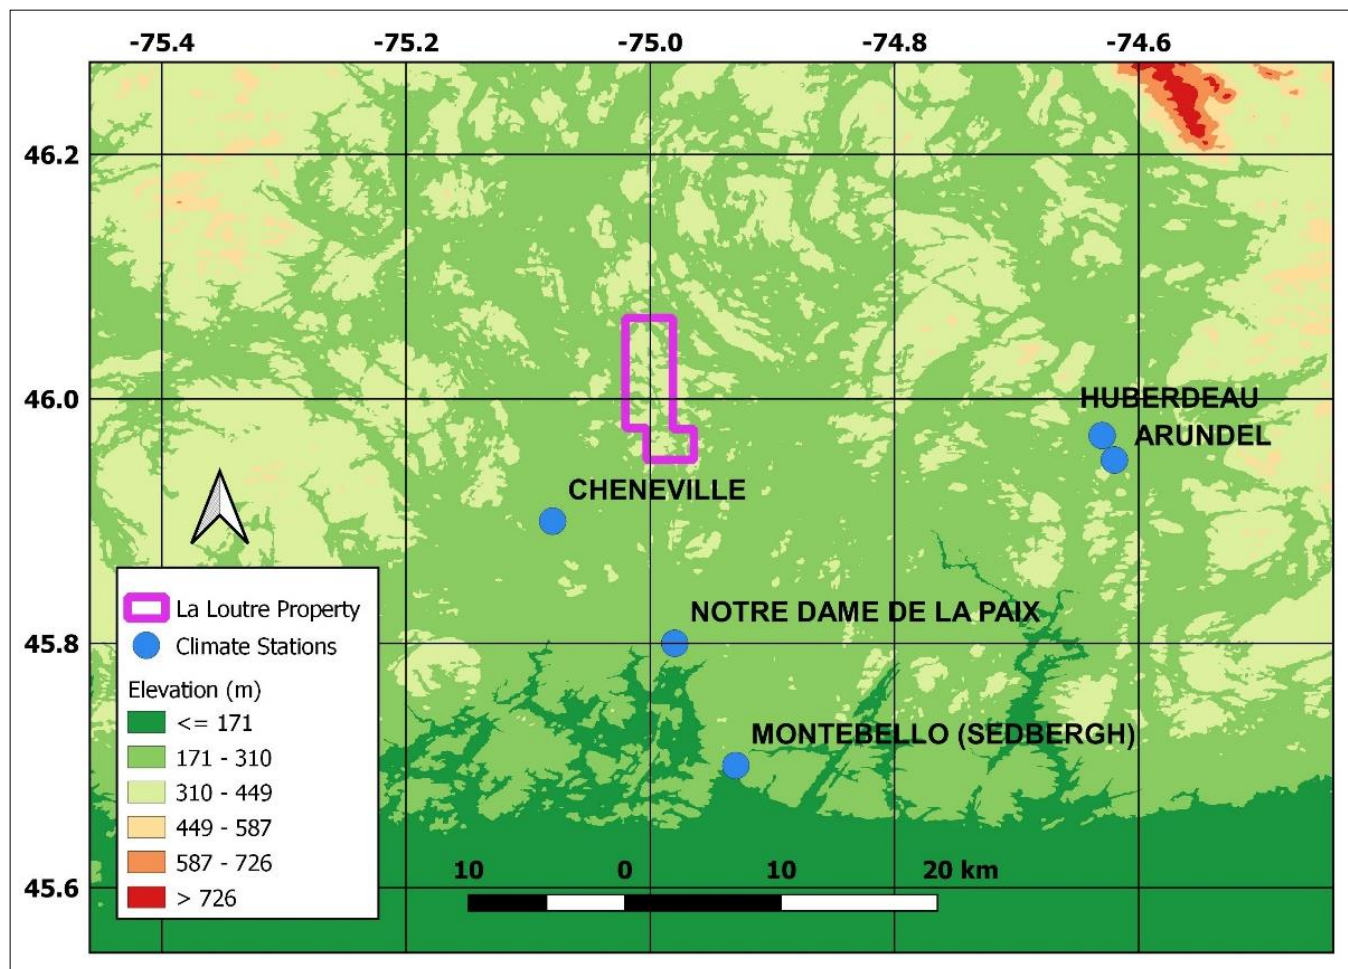 -75.4 -75.2 -75.0 -74.8 -74.6
46.2
46.0
HUBERDEAU
ARUNDEL
CHENEVILLE
La Loutre Property
NOTRE DAME DE LA PAIX
Climate Stations
45.8
Elevation (m)
<= 171
MONTEBELLO (SEDBERGH)
171 - 310
310 - 449
449 - 587
587 - 726
10 0 10 20 km
45.6
> 726